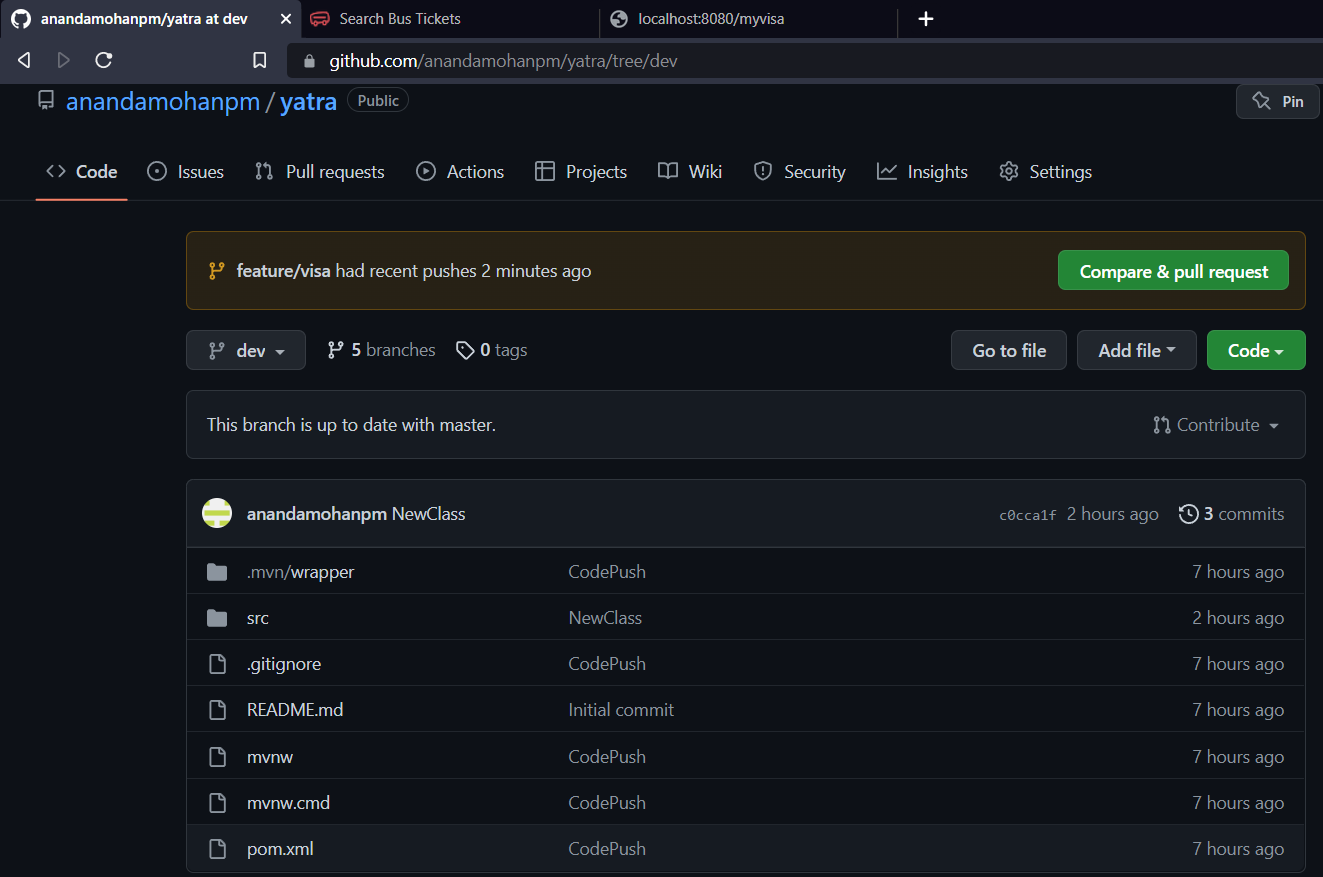 anandamohanpm/yatra at dev Search Bus Tickets localhost:8080/myvisa
github.com/anandamohanpm/yatra/tree/dev
anandamohanpm / yatra Public Pin
Code Issues Pull requests Actions Projects Wiki Security Insights Settings
feature/visa had recent pushes 2 minutes ago Compare & pull request
dev 5 branches 0 tags Go to file Add file Code
This branch is up to date with master. Contribute
anandamohanpm NewClass c0cca1f 2 hours ago 3 commits
.mvn/wrapper CodePush 7 hours ago
src NewClass 2 hours ago
.gitignore CodePush 7 hours ago
README.md Initial commit 7 hours ago
mvnw CodePush 7 hours ago
mvnw.cmd CodePush 7 hours ago
pom.xml CodePush 7 hours ago